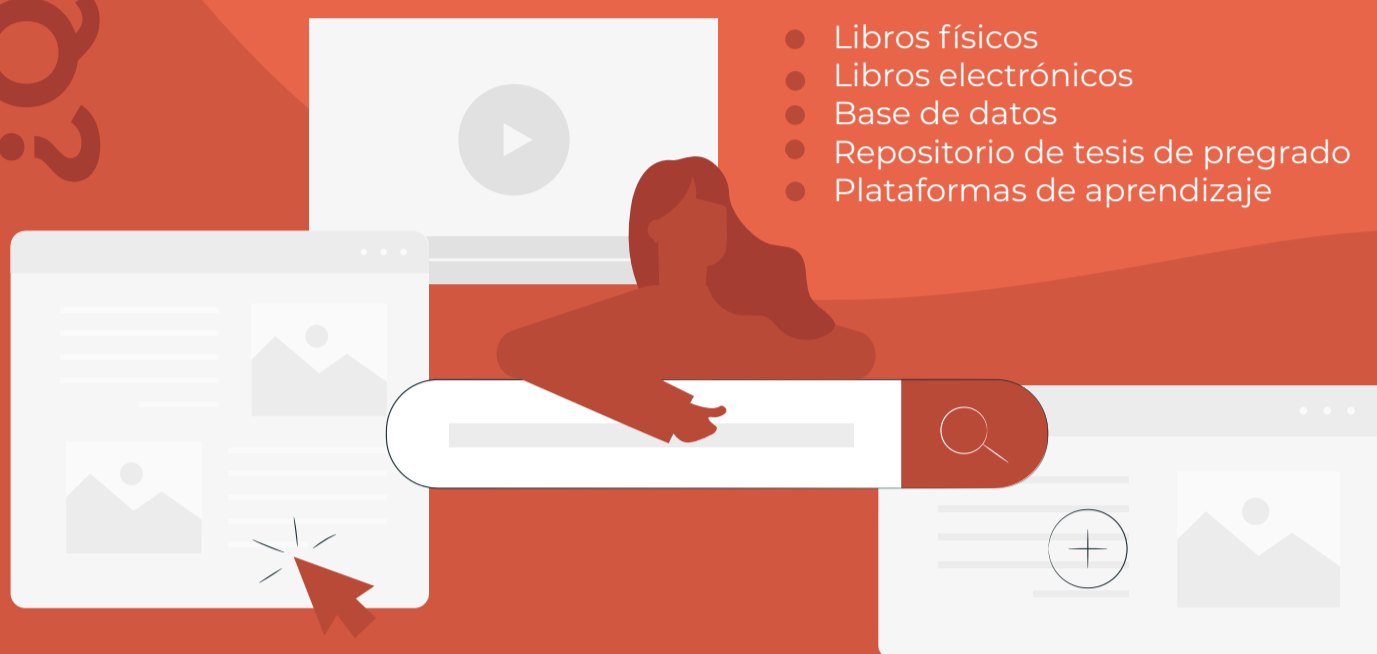 ¿Q
Libros físicos
Libros electrónicos
Base de datos
Repositorio de tesis de pregrado
Plataformas de aprendizaje